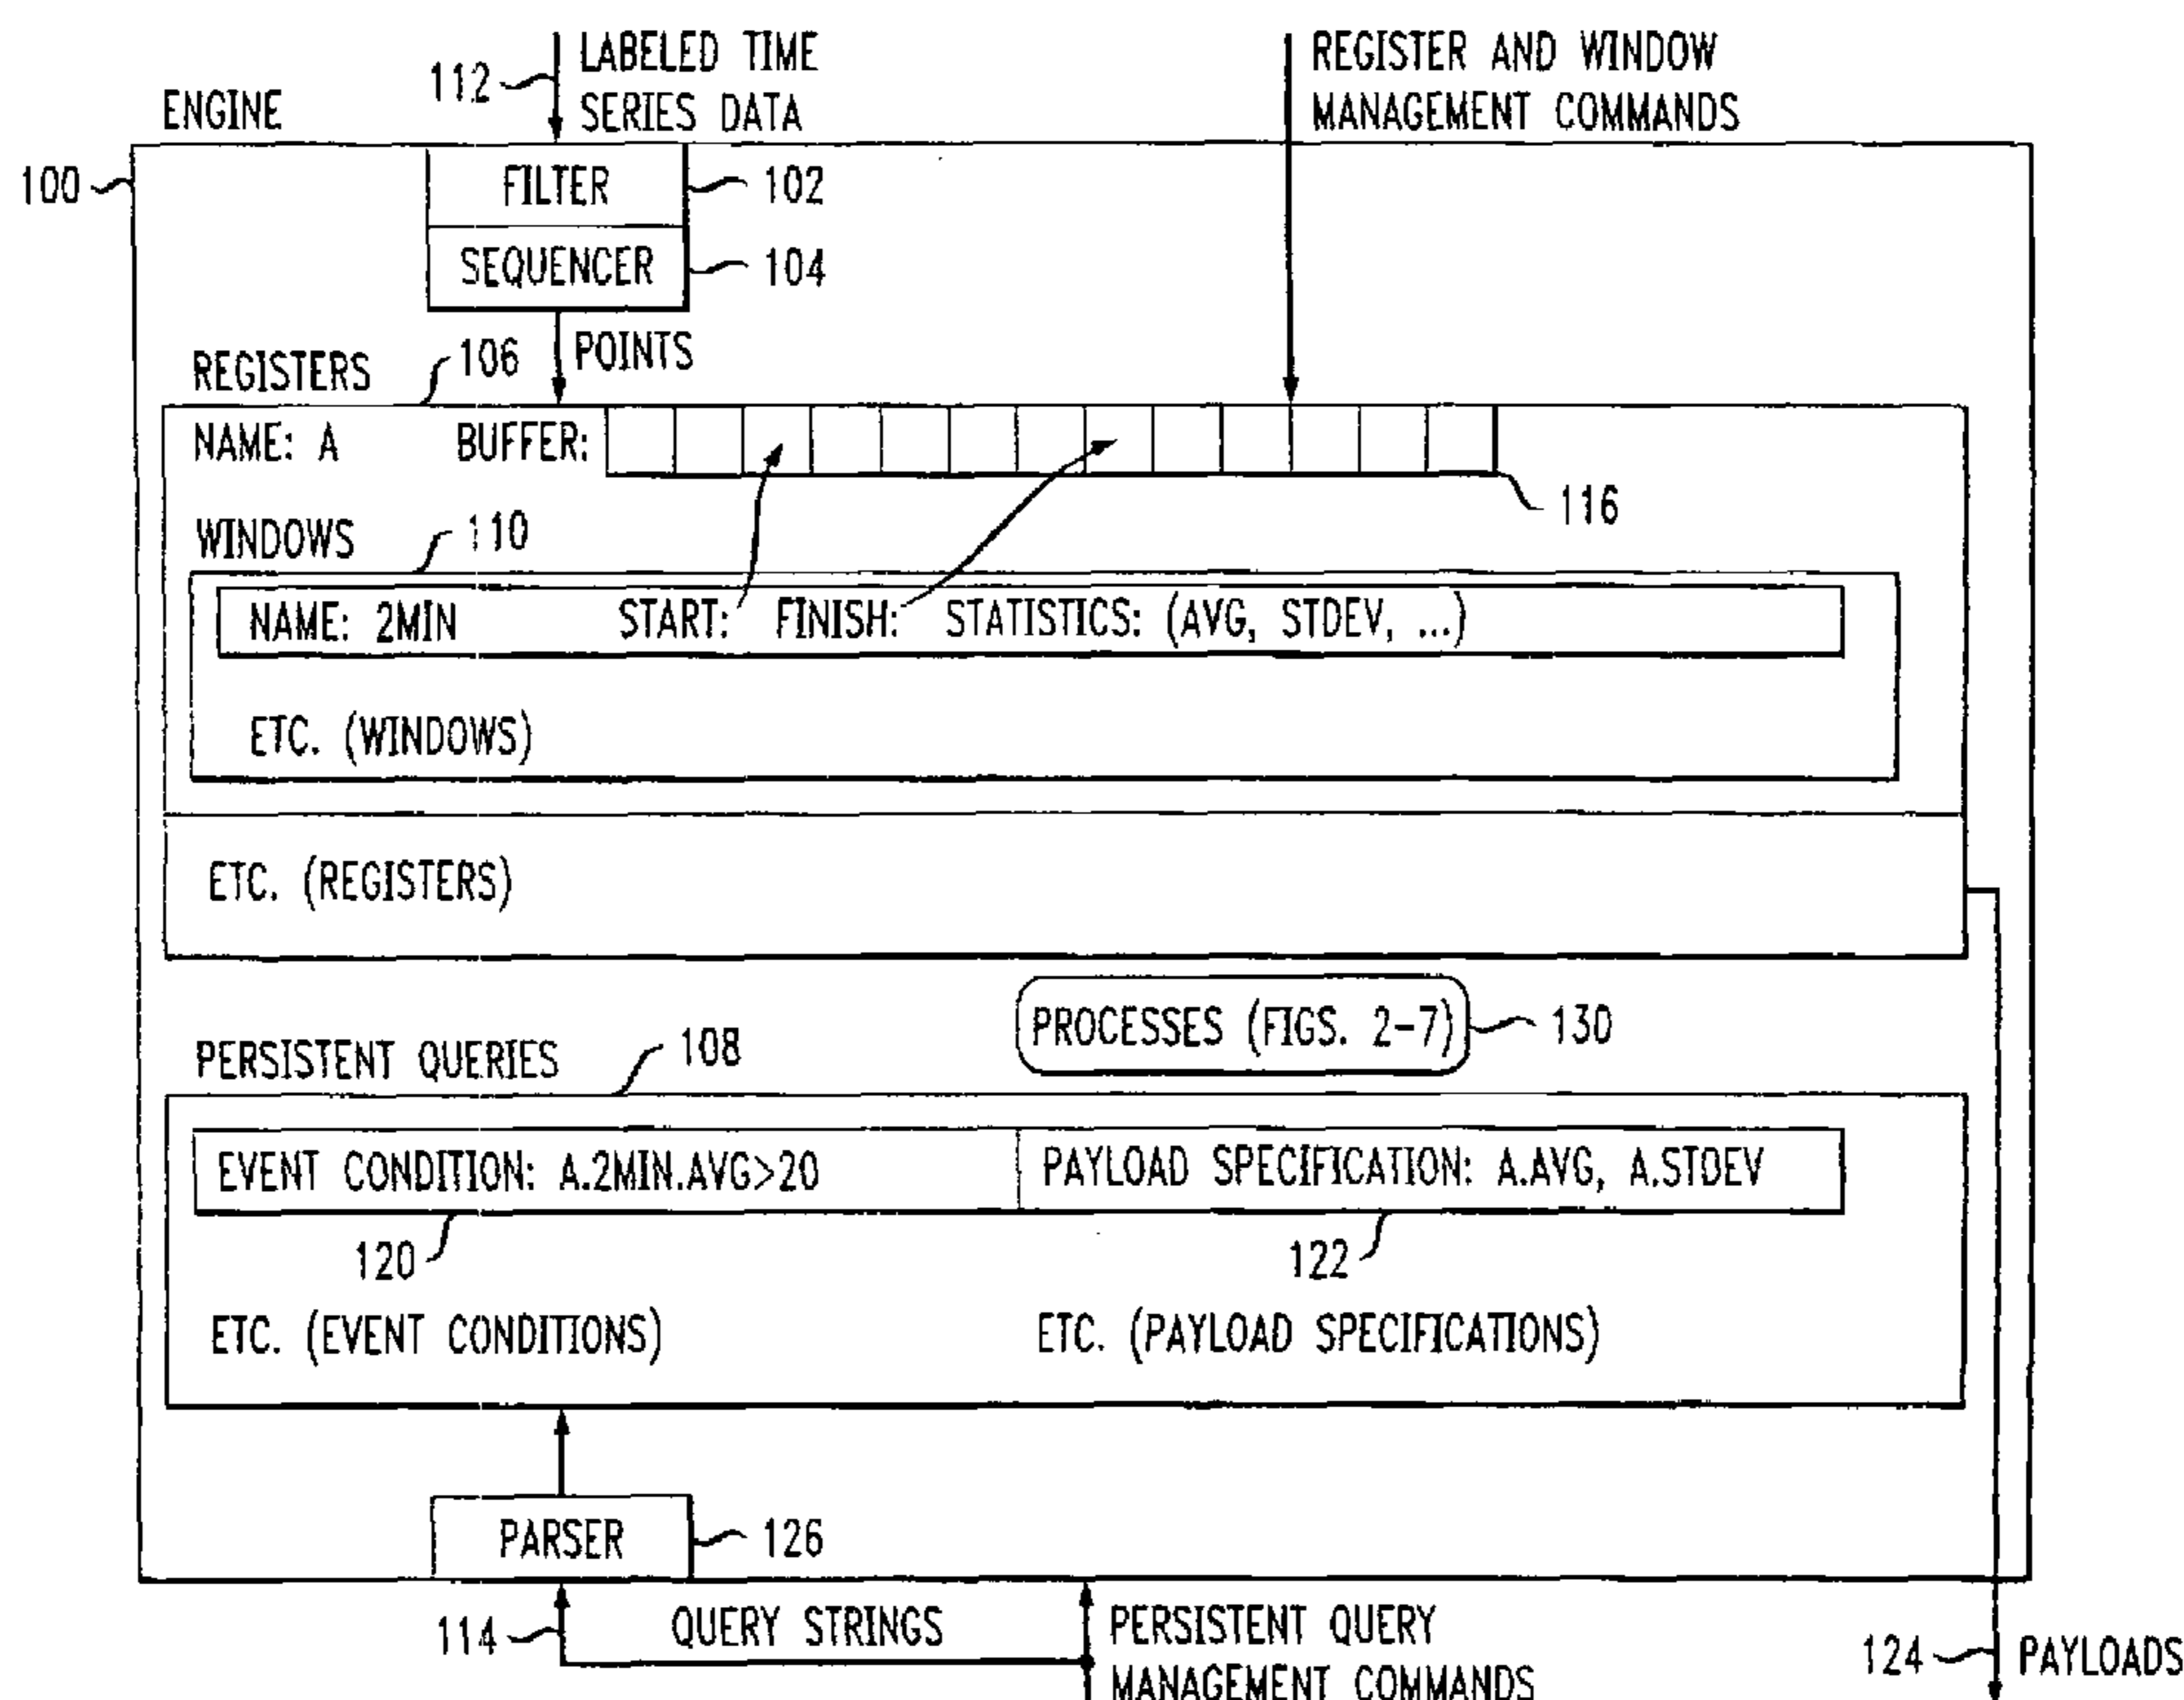 LABELED TIME
SERIES DATA
112
REGISTER AND WINDOW
MANAGEMENT COMMANDS
ENGINE
100
FILTER
102
SEQUENCER
104
POINTS
REGISTERS
106
NAME: A
BUFFER:
116
WINDOWS
110
NAME: 2MIN START: FINISH: STATISTICS: (AVG, STDEV, ...)
ETC. (WINDOWS)
ETC. (REGISTERS)
PROCESSES (FIGS. 2-7)
130
PERSISTENT QUERIES
108
EVENT CONDITION: A.2MIN.AVG>20
PAYLOAD SPECIFICATION: A.AVG, A.STDEV
120
122
ETC. (EVENT CONDITIONS)
ETC. (PAYLOAD SPECIFICATIONS)
PARSER
126
114
QUERY STRINGS
PERSISTENT QUERY
MANAGEMENT COMMANDS
124
PAYLOADS